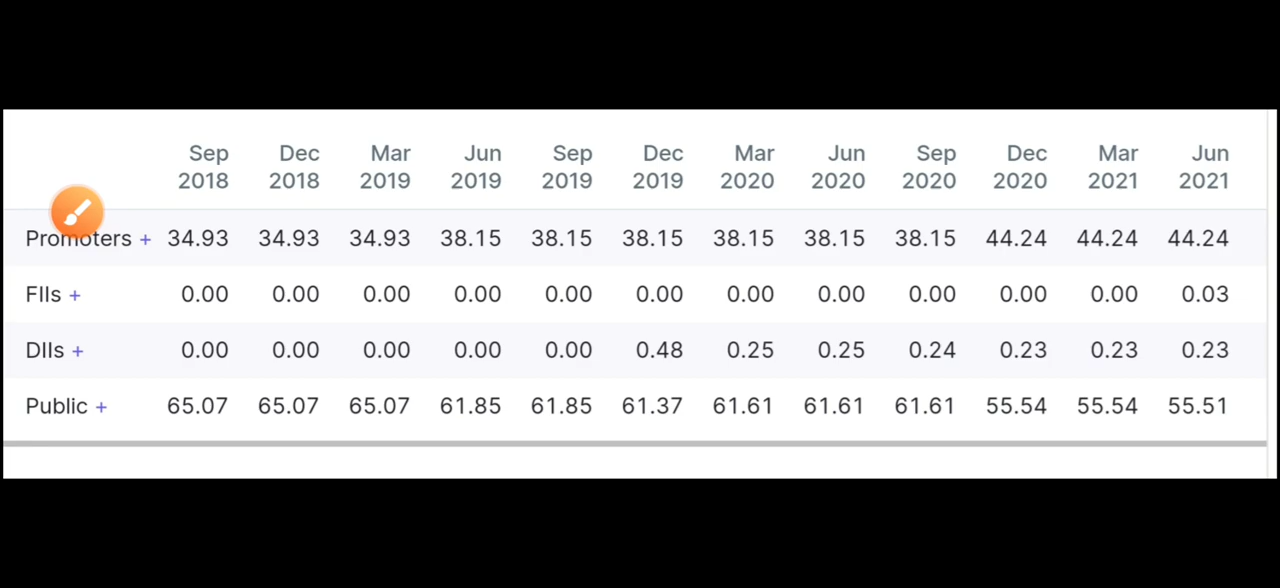 Sep Dec Mar Jun Sep Dec Mar Jun Sep Dec Mar Jun
2018 2018 2019 2019 2019 2019 2020 2020 2020 2020 2021 2021
Promoters + 34.93 34.93 34.93 38.15 38.15 38.15 38.15 38.15 38.15 44.24 44.24 44.24
FIIs + 0.00 0.00 0.00 0.00 0.00 0.00 0.00 0.00 0.00 0.00 0.00 0.03
DIIs + 0.00 0.00 0.00 0.00 0.00 0.48 0.25 0.25 0.24 0.23 0.23 0.23
Public + 65.07 65.07 65.07 61.85 61.85 61.37 61.61 61.61 61.61 55.54 55.54 55.51